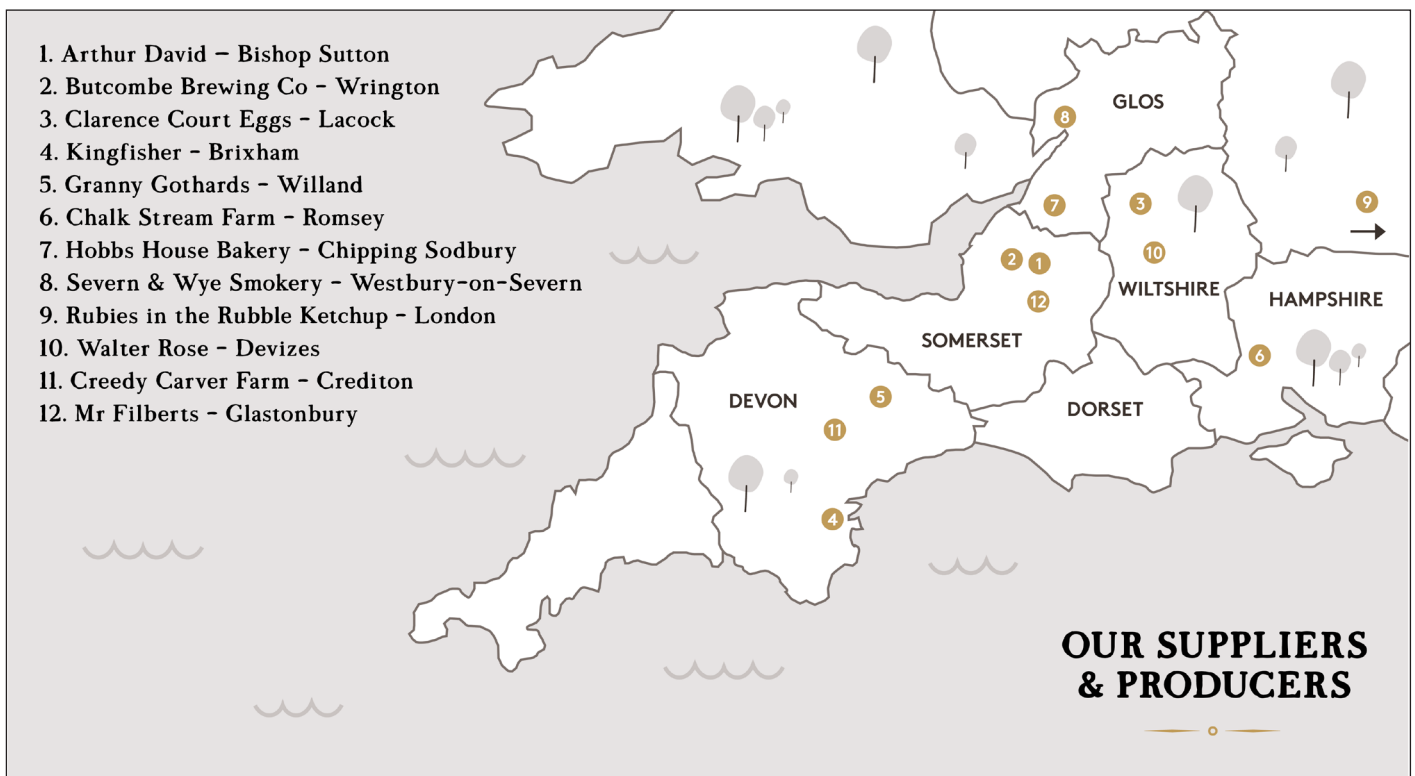 1. Arthur David – Bishop Sutton
2. Butcombe Brewing Co – Wrington
3. Clarence Court Eggs – Lacock
4. Kingfisher – Brixham
5. Granny Gothards – Willand
6. Chalk Stream Farm – Romsey
7. Hobbs House Bakery – Chipping Sodbury
8. Severn & Wye Smokery – Westbury-on-Severn
9. Rubies in the Rubble Ketchup – London
10. Walter Rose – Devizes
11. Creedy Carver Farm – Crediton
12. Mr Filberts – Glastonbury
GLOS
8
7
3
9
2
1
10
12
WILTSHIRE
HAMPSHIRE
SOMERSET
6
DEVON
5
DORSET
11
4
OUR SUPPLIERS
& PRODUCERS